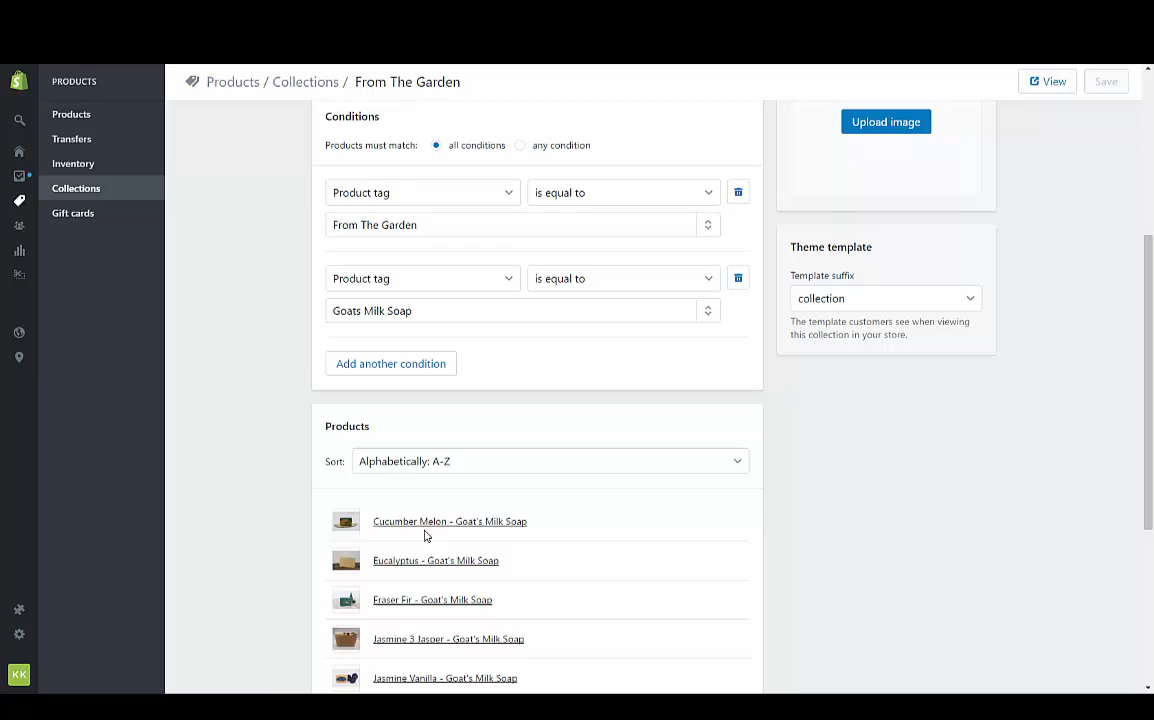 PRODUCTS
Products / Collections / From The Garden
View
Save
Products
Transfers
Inventory
Collections
Gift cards
Conditions
Products must match: all conditions any condition
Product tag
is equal to
From The Garden
Product tag
is equal to
Goats Milk Soap
Add another condition
Products
Sort: Alphabetically: A-Z
Cucumber Melon - Goat's Milk Soap
Eucalyptus - Goat's Milk Soap
Fraser Fir - Goat's Milk Soap
Jasmine 3 Jasper - Goat's Milk Soap
Jasmine Vanilla - Goat's Milk Soap
Upload image
Theme template
Template suffix
collection
The template customers see when viewing
this collection in your store.
KK